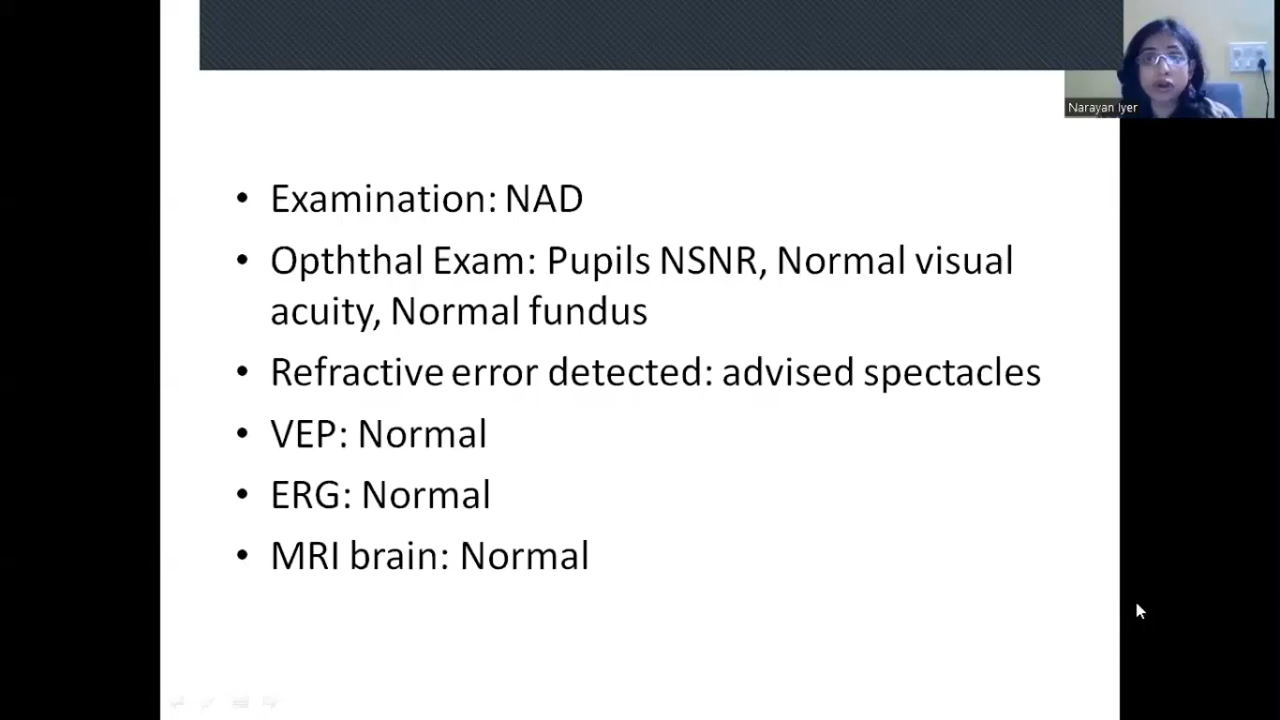 Narayan Iyer
• Examination: NAD
• Opththal Exam: Pupils NSNR, Normal visual
acuity, Normal fundus
• Refractive error detected: advised spectacles
• VEP: Normal
• ERG: Normal
• MRI brain: Normal